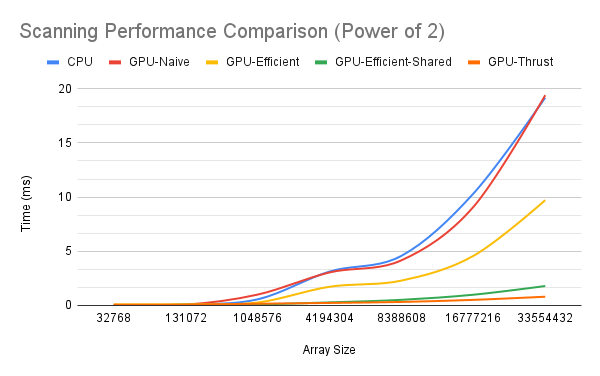 Scanning Performance Comparison (Power of 2)
CPU GPU-Naive GPU-Efficient GPU-Efficient-Shared GPU-Thrust
20
15
10
5
0
Time (ms)
32768 131072 1048576 4194304 8388608 16777216 33554432
Array Size